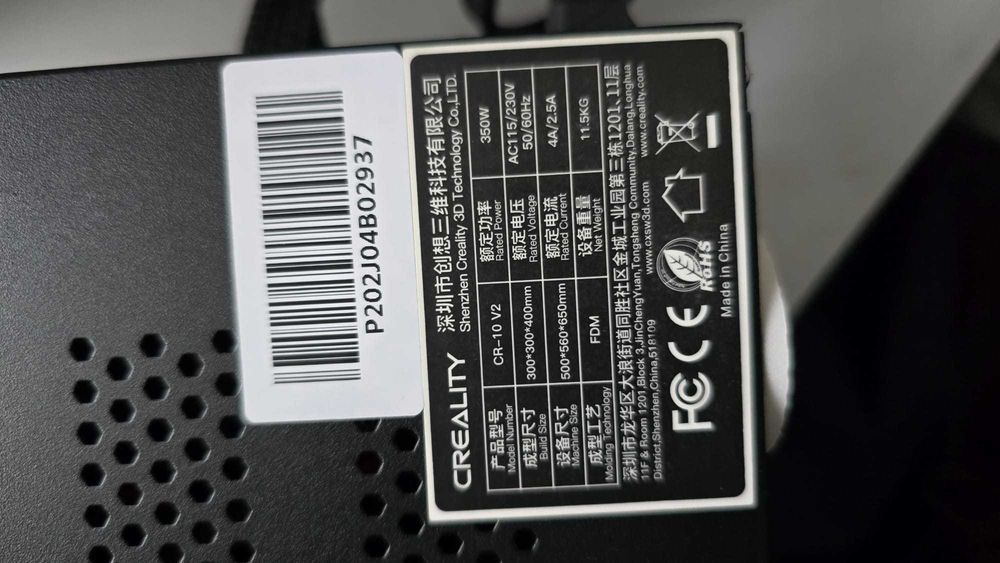 P202J04B02937
CREALITY
深圳市创想三维科技有限公司
Shenzhen Creality 3D Technology Co.,LTD.
产品型号 CR-10 V2 额定功率 350W
Model Number Rated Power
成型尺寸 300*300*400mm 额定电压 AC115/230V
Build Size Rated Voltage 50/60Hz
设备尺寸 500*560*650mm 额定电流 4A/2.5A
Machine Size Rated Current
成型工艺 FDM 设备重量 11.5KG
Molding Technology Net Weight
深圳市龙华区大浪街道同胜社区金城工业园第三栋1201、11层
11F & Room 1201,Block 3,JinChengYuan,Tongsheng Community,Dalang,Longhua
District,Shenzhen,China,518109 www.cxsw3d.com www.creality.com
FC CE RoHS
Made in China